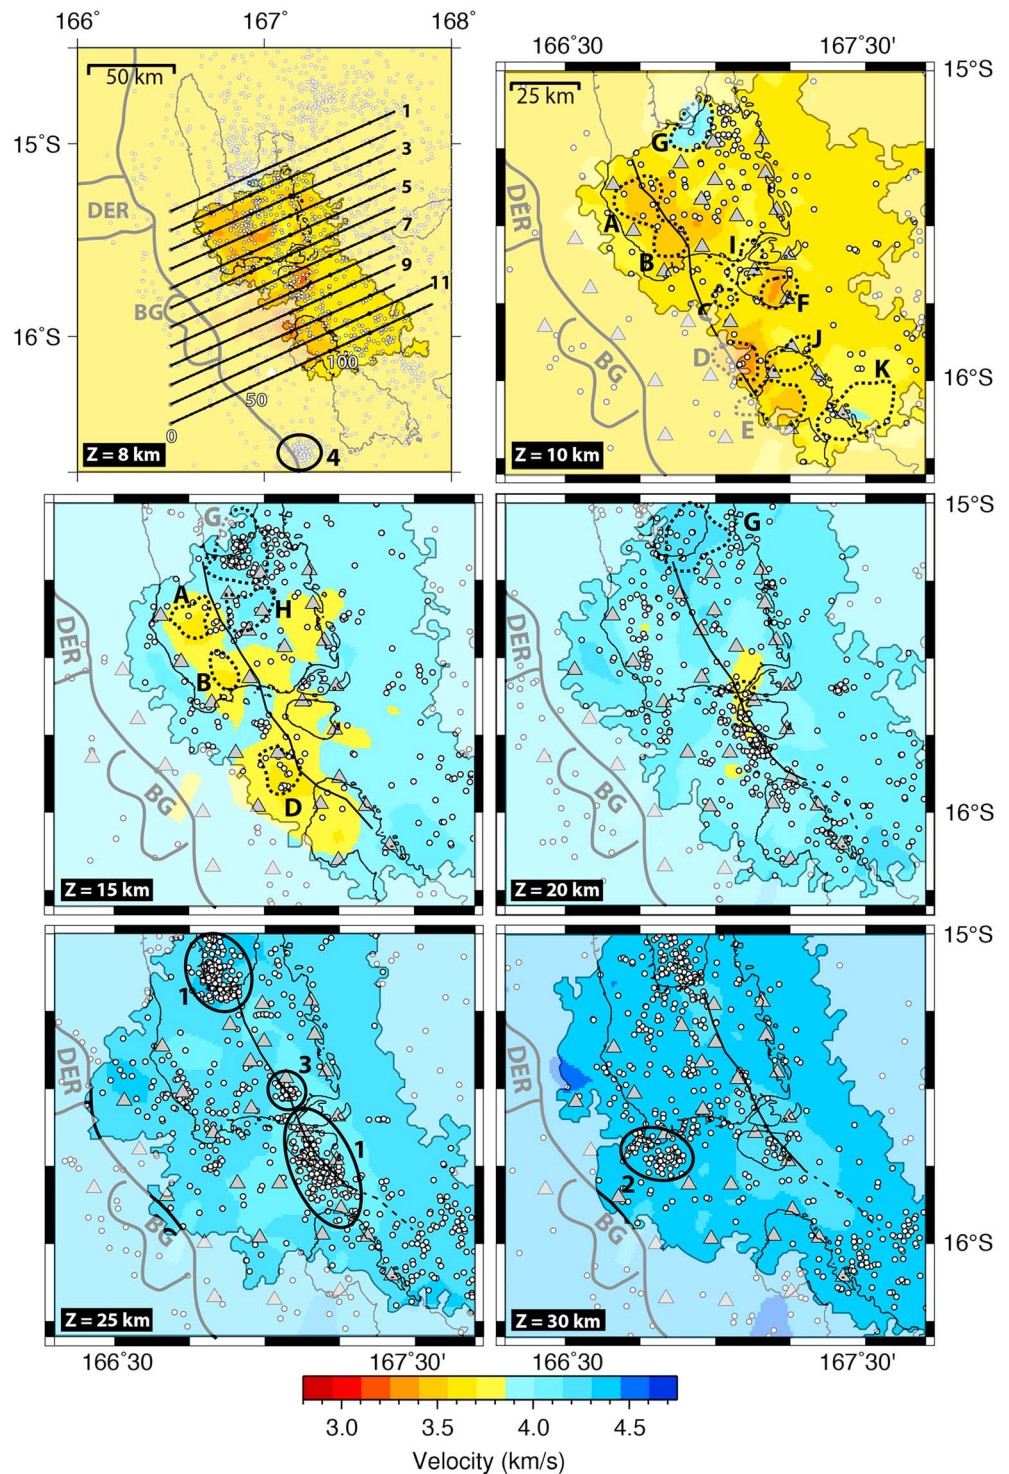 166° 167° 168°
50 km
1
15°S
3
5
DER
7
9
BG
11
16°S
100
50
0
Z = 8 km
4
166°30 167°30'
25 km
15°S
G
DER
A
I
B
C
F
J
D
BG
K
16°S
E
Z = 10 km
G
A
H
DER
B
BG
D
Z = 15 km
G
DER
BG
16°S
Z = 20 km
1
DER
3
1
BG
Z = 25 km
166°30 167°30'
15°S
DER
2
BG
16°S
Z = 30 km
166°30 167°30'
3.0 3.5 4.0 4.5
Velocity (km/s)